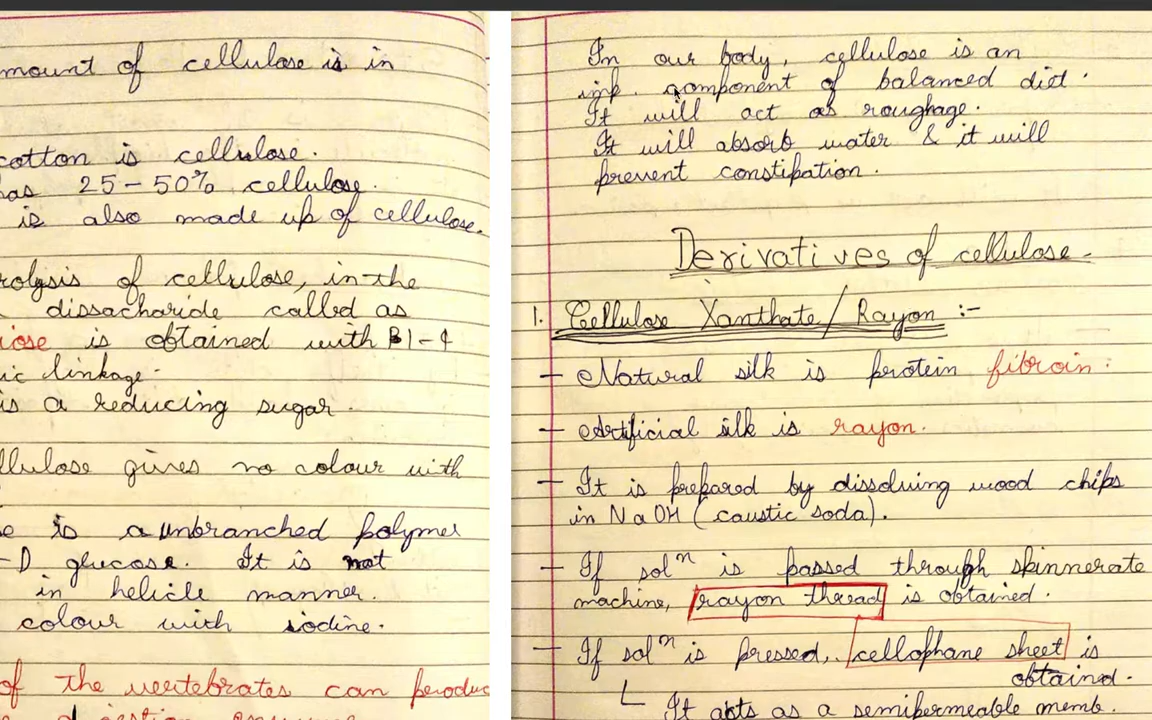 mount of cellulose is in
cotton is cellulose.
as 25-50% cellulose.
is also made up of cellulose.
rolysis of cellulose, in the
dissacharide called as
iose is obtained with β1-4
ic linkage.
is a reducing sugar.
llulose gives no colour with
e is a unbranched polymer
-D glucose. It is not
in helicle manner.
colour with iodine.
of the vertebrates can produc
In our body, cellulose is an
imp. component of balanced diet.
It will act as roughage.
It will absorb water & it will
prevent constipation.
Derivatives of cellulose.
1. Cellulose Xanthate/Rayon :-
- Natural silk is protein fibroin.
- Artificial silk is rayon.
- It is prepared by dissolving wood chips
in NaOH (caustic soda).
- If solⁿ is passed through spinnerate
machine, rayon thread is obtained.
- If solⁿ is pressed, cellophane sheet is
obtained.
It acts as a semipermeable memb.